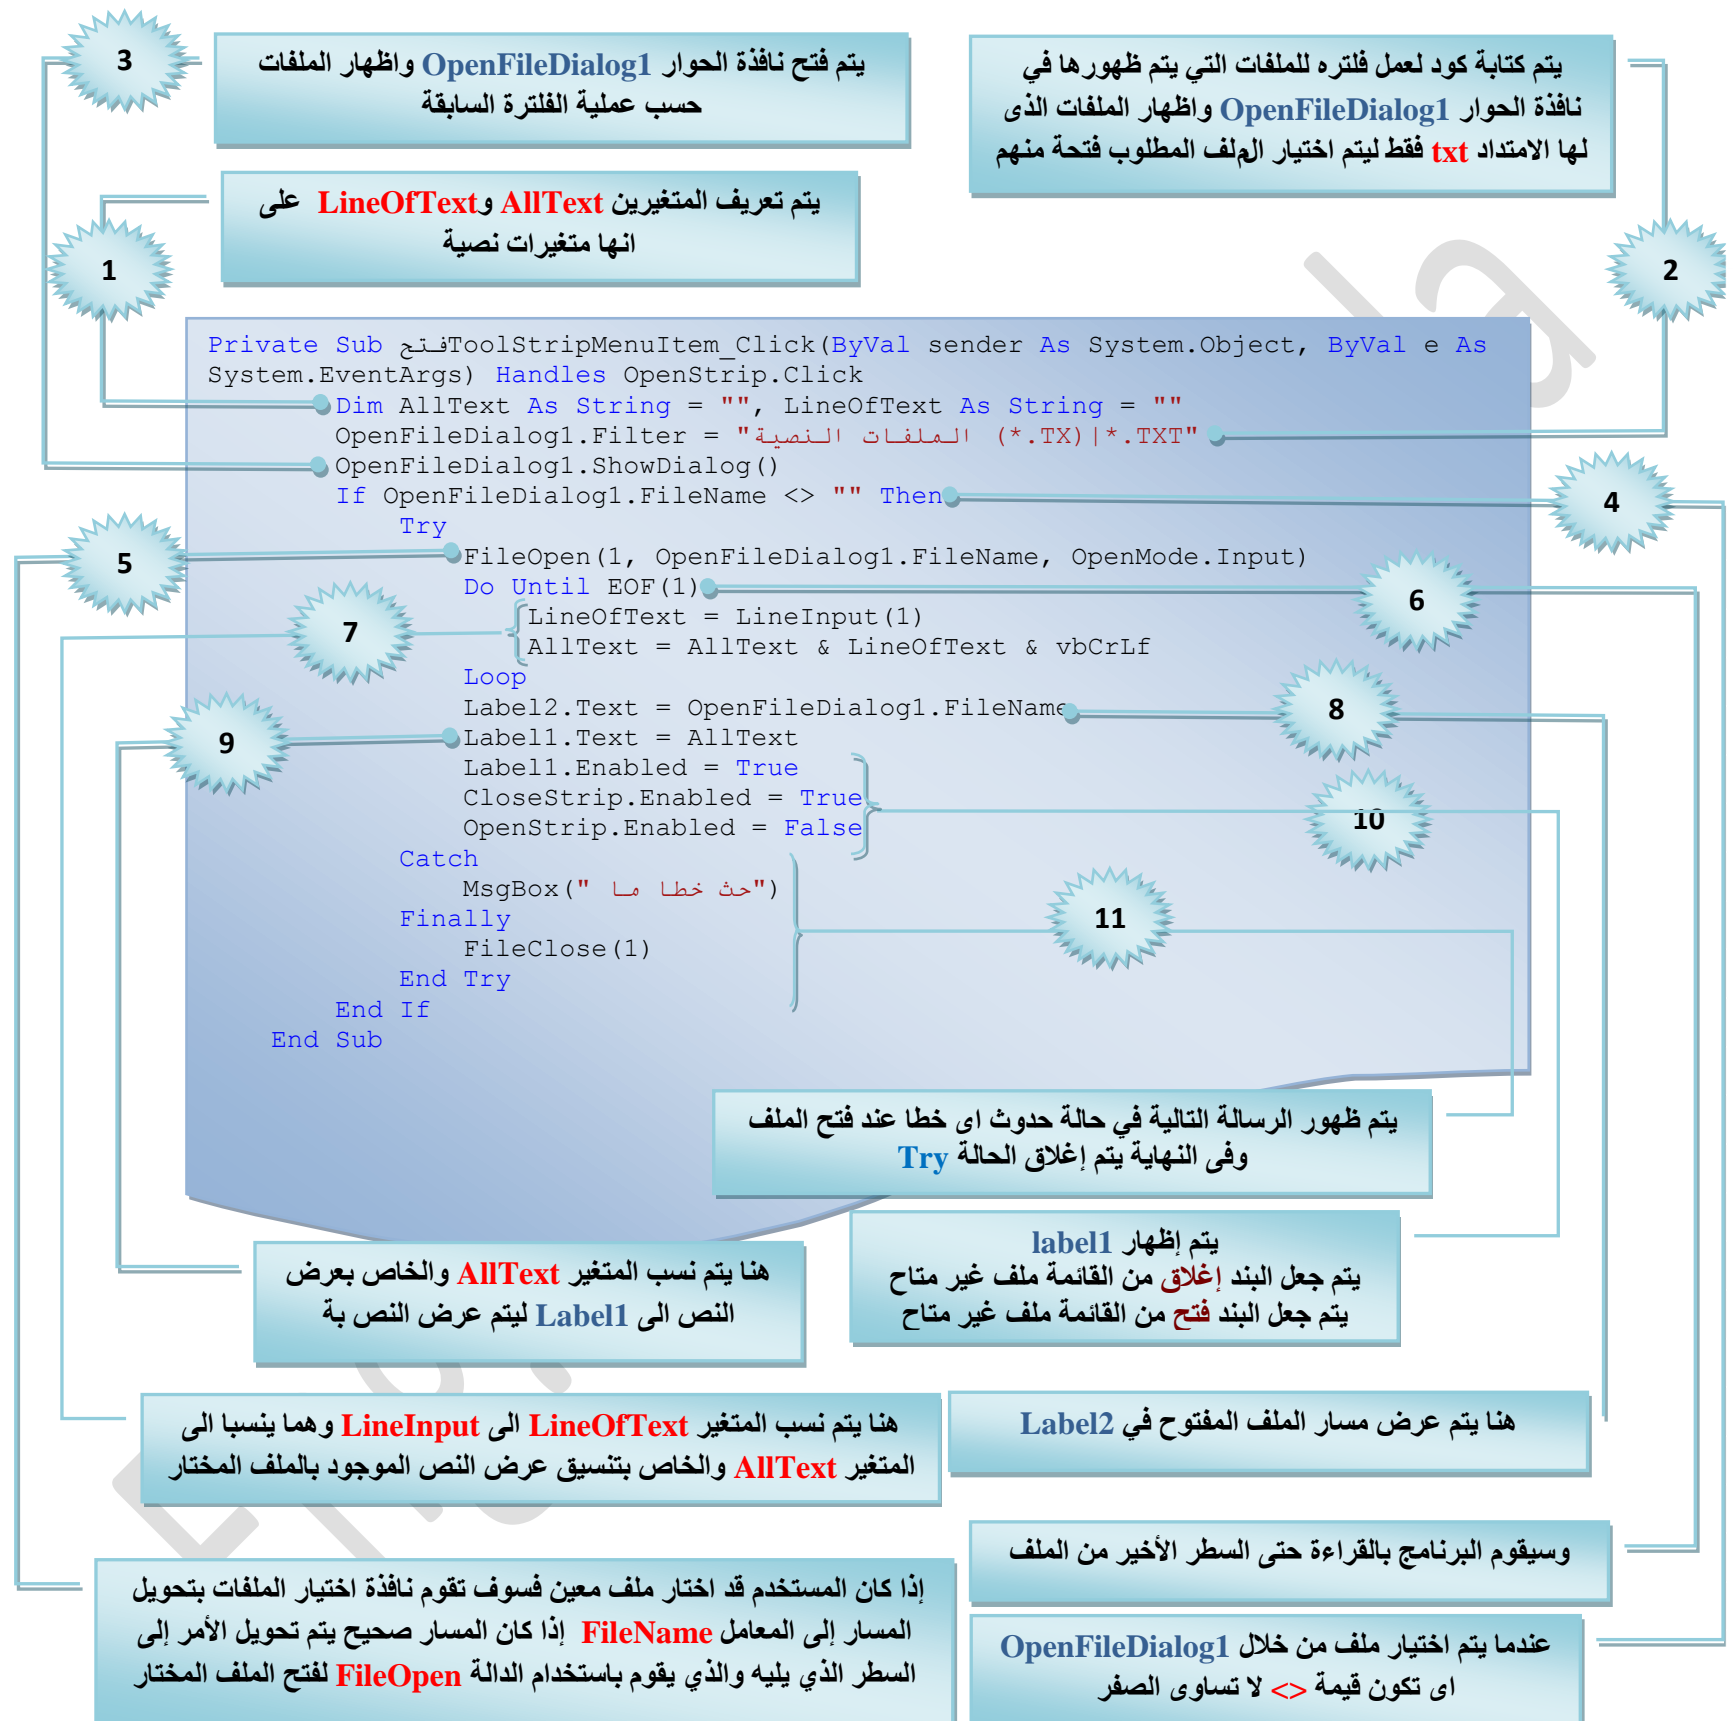 3
يتم فتح نافذة الحوار OpenFileDialog1 واظهار الملفات
حسب عملية الفلترة السابقة
يتم كتابة كود لعمل فلتره للملفات التي يتم ظهورها في
نافذة الحوار OpenFileDialog1 واظهار الملفات الذى
لها الامتداد txt فقط ليتم اختيار الملف المطلوب فتحة منهم
يتم تعريف المتغيرين AllText وLineOfText على
انها متغيرات نصية
1
2
Private Sub فتحToolStripMenuItem_Click(ByVal sender As System.Object, ByVal e As
System.EventArgs) Handles OpenStrip.Click
Dim AllText As String = "", LineOfText As String = ""
OpenFileDialog1.Filter = "الملفات النصية (*.TX)|*.TXT"
OpenFileDialog1.ShowDialog()
If OpenFileDialog1.FileName <> "" Then
4
Try
5
FileOpen(1, OpenFileDialog1.FileName, OpenMode.Input)
Do Until EOF(1)
6
7
LineOfText = LineInput(1)
AllText = AllText & LineOfText & vbCrLf
Loop
Label2.Text = OpenFileDialog1.FileName
8
9
Label1.Text = AllText
Label1.Enabled = True
CloseStrip.Enabled = True
OpenStrip.Enabled = False
10
Catch
MsgBox("حث خطا ما ")
Finally
11
FileClose(1)
End Try
End If
End Sub
يتم ظهور الرسالة التالية في حالة حدوث اى خطا عند فتح الملف
وفى النهاية يتم إغلاق الحالة Try
يتم إظهار label1
يتم جعل البند إغلاق من القائمة ملف غير متاح
يتم جعل البند فتح من القائمة ملف غير متاح
هنا يتم نسب المتغير AllText والخاص بعرض
النص الى Label1 ليتم عرض النص بة
هنا يتم عرض مسار الملف المفتوح في Label2
هنا يتم نسب المتغير LineOfText الى LineInput وهما ينسبا الى
المتغير AllText والخاص بتنسيق عرض النص الموجود بالملف المختار
وسيقوم البرنامج بالقراءة حتى السطر الأخير من الملف
إذا كان المستخدم قد اختار ملف معين فسوف تقوم نافذة اختيار الملفات بتحويل
المسار إلى المعامل FileName إذا كان المسار صحيح يتم تحويل الأمر إلى
السطر الذي يليه والذي يقوم باستخدام الدالة FileOpen لفتح الملف المختار
عندما يتم اختيار ملف من خلال OpenFileDialog1
اى تكون قيمة <> لا تساوى الصفر